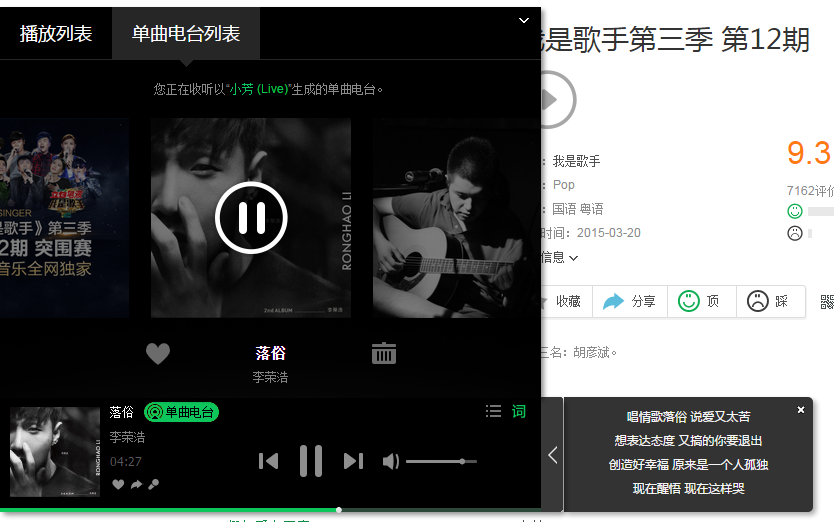 播放列表
单曲电台列表
我是歌手第三季 第12期
您正在收听以“小芳 (Live)”生成的单曲电台。
SINGER
是歌手》第三季
12期 突围赛
音乐全网独家
RONGHAO LI
2nd ALBUM
李荣浩
：我是歌手
：Pop
：国语 粤语
时间：2015-03-20
信息
9.3
7162评价
收藏
分享
顶
踩
三名：胡彦斌。
落俗
李荣浩
落俗
单曲电台
李荣浩
04:27
RONGHAO LI
词
唱情歌落俗 说爱又太苦
想表达态度 又搞的你要退出
创造好幸福 原来是一个人孤独
现在醒悟 现在这样哭